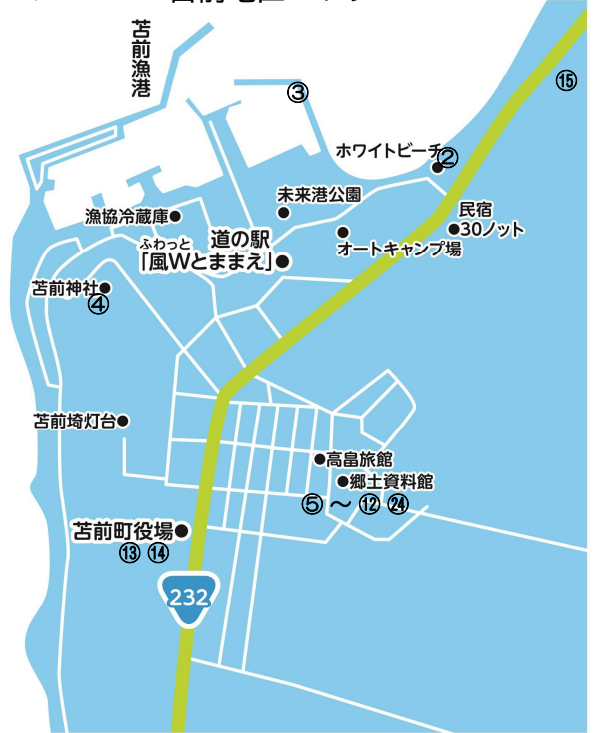 苫前漁港
③
⑮
ホワイトビーチ
②
未来港公園
漁協冷蔵庫
民宿
30ノット
オートキャンプ場
ふわっと
道の駅
「風Wとままえ」
苫前神社
④
苫前埼灯台
高畠旅館
郷土資料館
⑤ ～ ⑫ ㉔
苫前町役場
⑬ ⑭
232